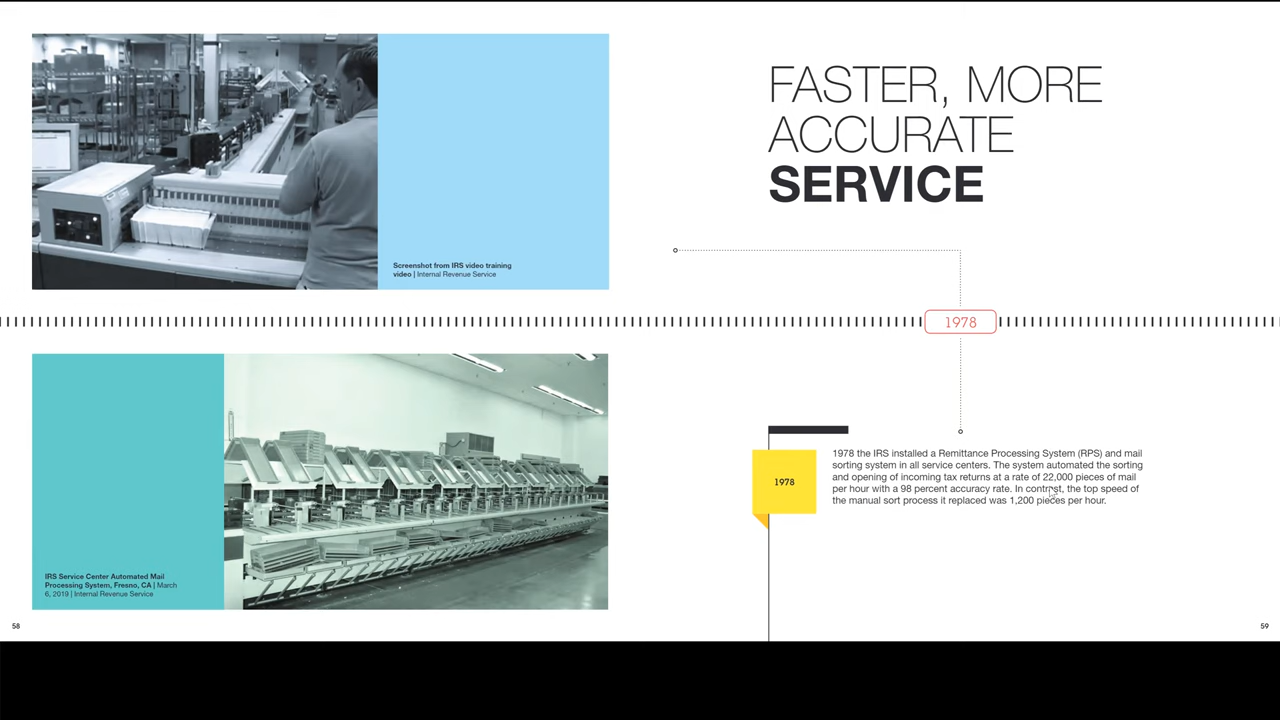 Screenshot from IRS video training
video | Internal Revenue Service
IRS Service Center Automated Mail
Processing System, Fresno, CA | March
6, 2019 | Internal Revenue Service
58
FASTER, MORE
ACCURATE
SERVICE
1978
1978
1978 the IRS installed a Remittance Processing System (RPS) and mail
sorting system in all service centers. The system automated the sorting
and opening of incoming tax returns at a rate of 22,000 pieces of mail
per hour with a 98 percent accuracy rate. In contrast, the top speed of
the manual sort process it replaced was 1,200 pieces per hour.
59